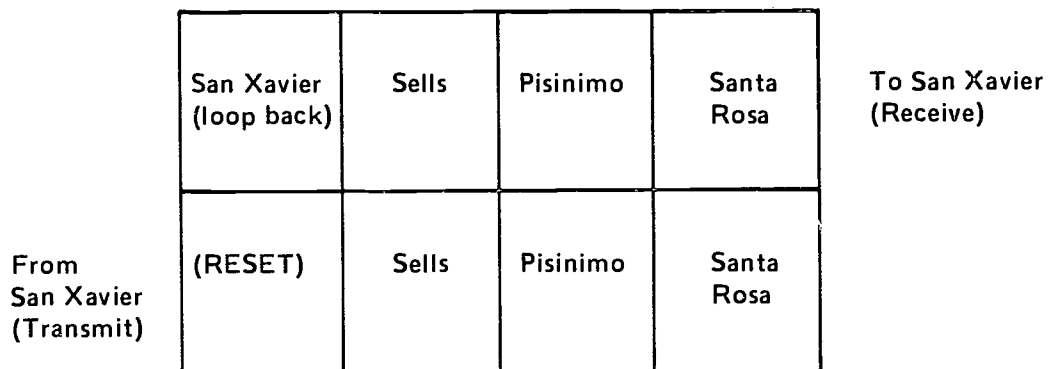 San Xavier
(loop back)
Sells
Pisinimo
Santa
Rosa
To San Xavier
(Receive)
From
San Xavier
(Transmit)
(RESET)
Sells
Pisinimo
Santa
Rosa